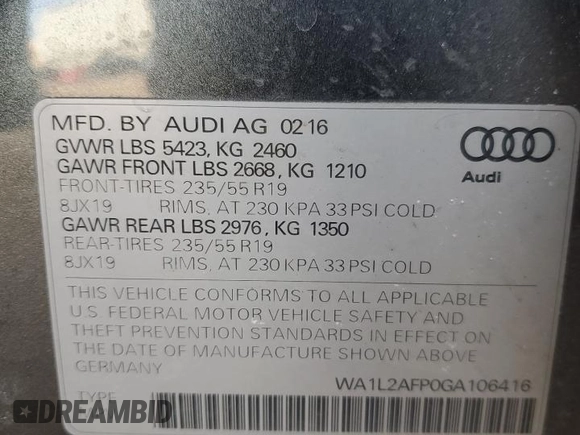 MFD. BY AUDI AG 02 16
GVWR LBS 5423, KG 2460
GAWR FRONT LBS 2668, KG 1210
FRONT-TIRES 235/55 R19
8JX19 RIMS, AT 230 KPA 33 PSI COLD
GAWR REAR LBS 2976, KG 1350
REAR-TIRES 235/55 R19
8JX19 RIMS, AT 230 KPA 33 PSI COLD
Audi
THIS VEHICLE CONFORMS TO ALL APPLICABLE
U.S. FEDERAL MOTOR VEHICLE SAFETY AND
THEFT PREVENTION STANDARDS IN EFFECT ON
THE DATE OF MANUFACTURE SHOWN ABOVE
GERMANY WA1L2AFP0GA106416
TYPE
DREAMBID